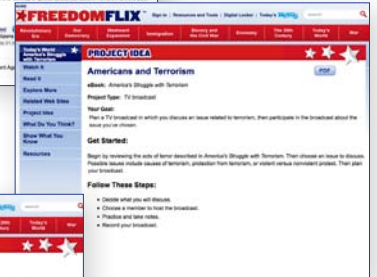 FREEDOMFLIX Sign in | Resources and Tools | Digital Locker | Today's
Revolutionary Era Our Democracy Westward Expansion Immigration Slavery and the Civil War Economy The 20th Century Today's World War
Today's World
America's Struggle with Terrorism
PROJECT IDEA
Watch It
Read It
Explore More
Related Web Sites
Project Idea
What Do You Think?
Show What You Know
Resources
Americans and Terrorism
PDF
eBook: America's Struggle with Terrorism
Project Type: TV broadcast
Your Goal:
Plan a TV broadcast in which you discuss an issue related to terrorism, then participate in the broadcast about the
issue you've chosen.
Get Started:
Begin by reviewing the acts of terror described in America's Struggle with Terrorism. Then choose an issue to discuss.
Possible issues include causes of terrorism, protection from terrorism, or violent versus nonviolent protest. Then plan
your broadcast.
Follow These Steps:
• Decide what you will discuss.
• Choose a member to host the broadcast.
• Practice and take notes.
• Record your broadcast.
Today's World War